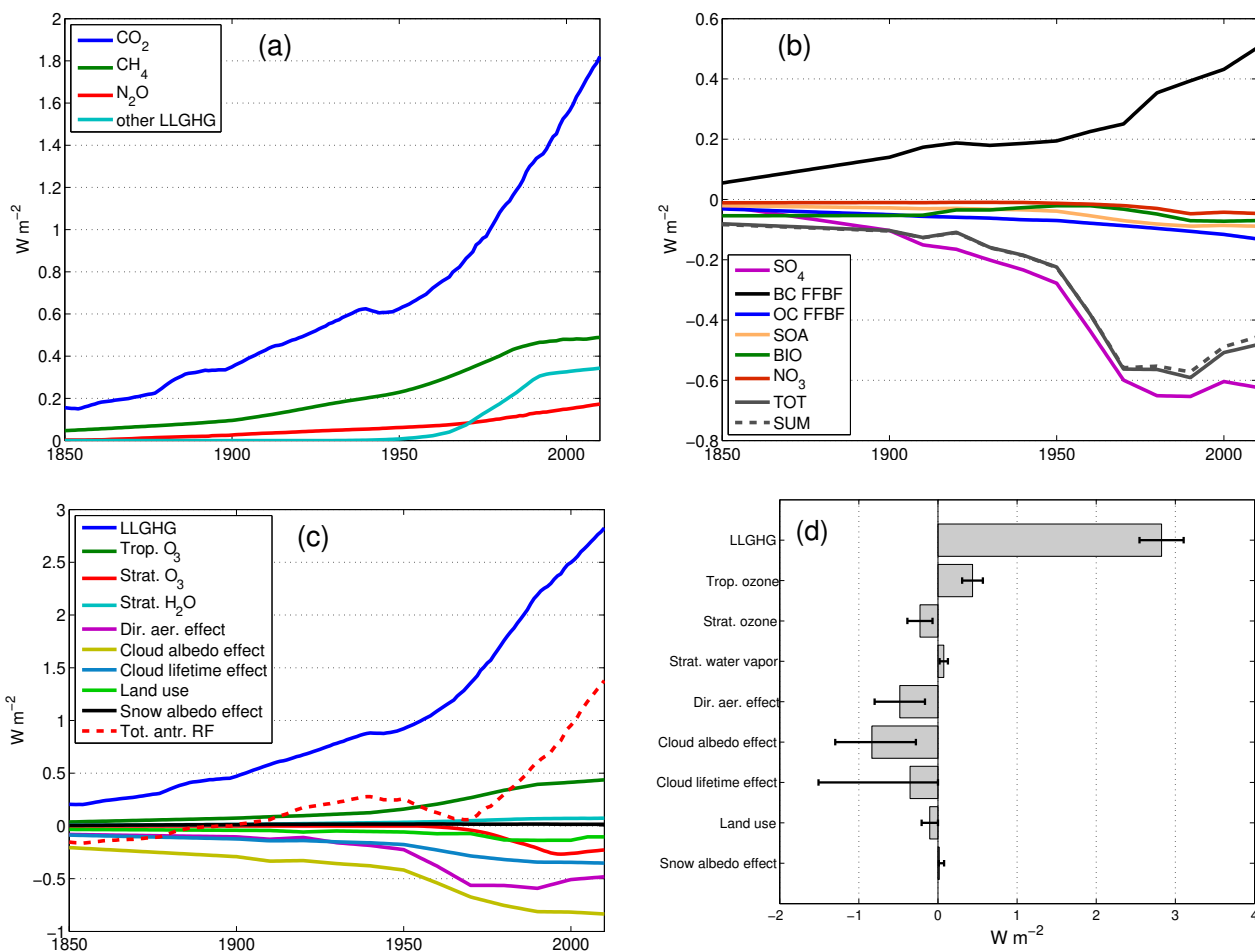 (a)
2
1.8
1.6
1.4
1.2
1
0.8
0.6
0.4
0.2
0
W m⁻²
CO₂
CH₄
N₂O
other LLGHG
1850 1900 1950 2000
(b)
0.6
0.4
0.2
0
−0.2
−0.4
−0.6
−0.8
W m⁻²
SO₄
BC FFBF
OC FFBF
SOA
BIO
NO₃
TOT
SUM
1850 1900 1950 2000
(c)
3
2.5
2
1.5
1
0.5
0
−0.5
−1
W m⁻²
LLGHG
Trop. O₃
Strat. O₃
Strat. H₂O
Dir. aer. effect
Cloud albedo effect
Cloud lifetime effect
Land use
Snow albedo effect
Tot. antr. RF
1850 1900 1950 2000
(d)
LLGHG
Trop. ozone
Strat. ozone
Strat. water vapor
Dir. aer. effect
Cloud albedo effect
Cloud lifetime effect
Land use
Snow albedo effect
−2 −1 0 1 2 3 4
W m⁻²